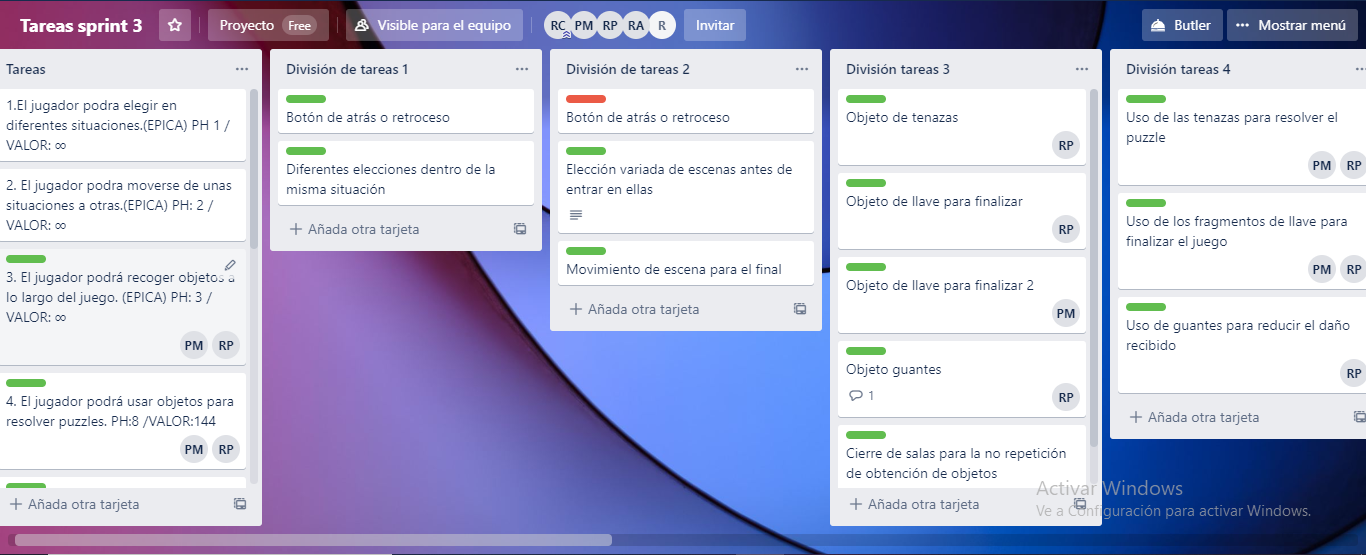 Tareas sprint 3
Proyecto Free
Visible para el equipo
RC PM RP RA R
Invitar
Butler
Mostrar menú
Tareas
1.El jugador podra elegir en
diferentes situaciones.(EPICA) PH 1 /
VALOR: ∞
2. El jugador podra moverse de unas
situaciones a otras.(EPICA) PH: 2 /
VALOR: ∞
3. El jugador podrá recoger objetos a
lo largo del juego. (EPICA) PH: 3 /
VALOR: ∞
PM RP
4. El jugador podrá usar objetos para
resolver puzzles. PH:8 /VALOR:144
PM RP
Añada otra tarjeta
División de tareas 1
Botón de atrás o retroceso
Diferentes elecciones dentro de la
misma situación
Añada otra tarjeta
División de tareas 2
Botón de atrás o retroceso
Elección variada de escenas antes de
entrar en ellas
Movimiento de escena para el final
Añada otra tarjeta
División tareas 3
Objeto de tenazas
RP
Objeto de llave para finalizar
RP
Objeto de llave para finalizar 2
PM
Objeto guantes
1
RP
Cierre de salas para la no repetición
de obtención de objetos
Añada otra tarjeta
División tareas 4
Uso de las tenazas para resolver el
puzzle
PM RP
Uso de los fragmentos de llave para
finalizar el juego
PM RP
Uso de guantes para reducir el daño
recibido
RP
Añada otra tarjeta
Activar Windows
Ve a Configuración para activar Windows.